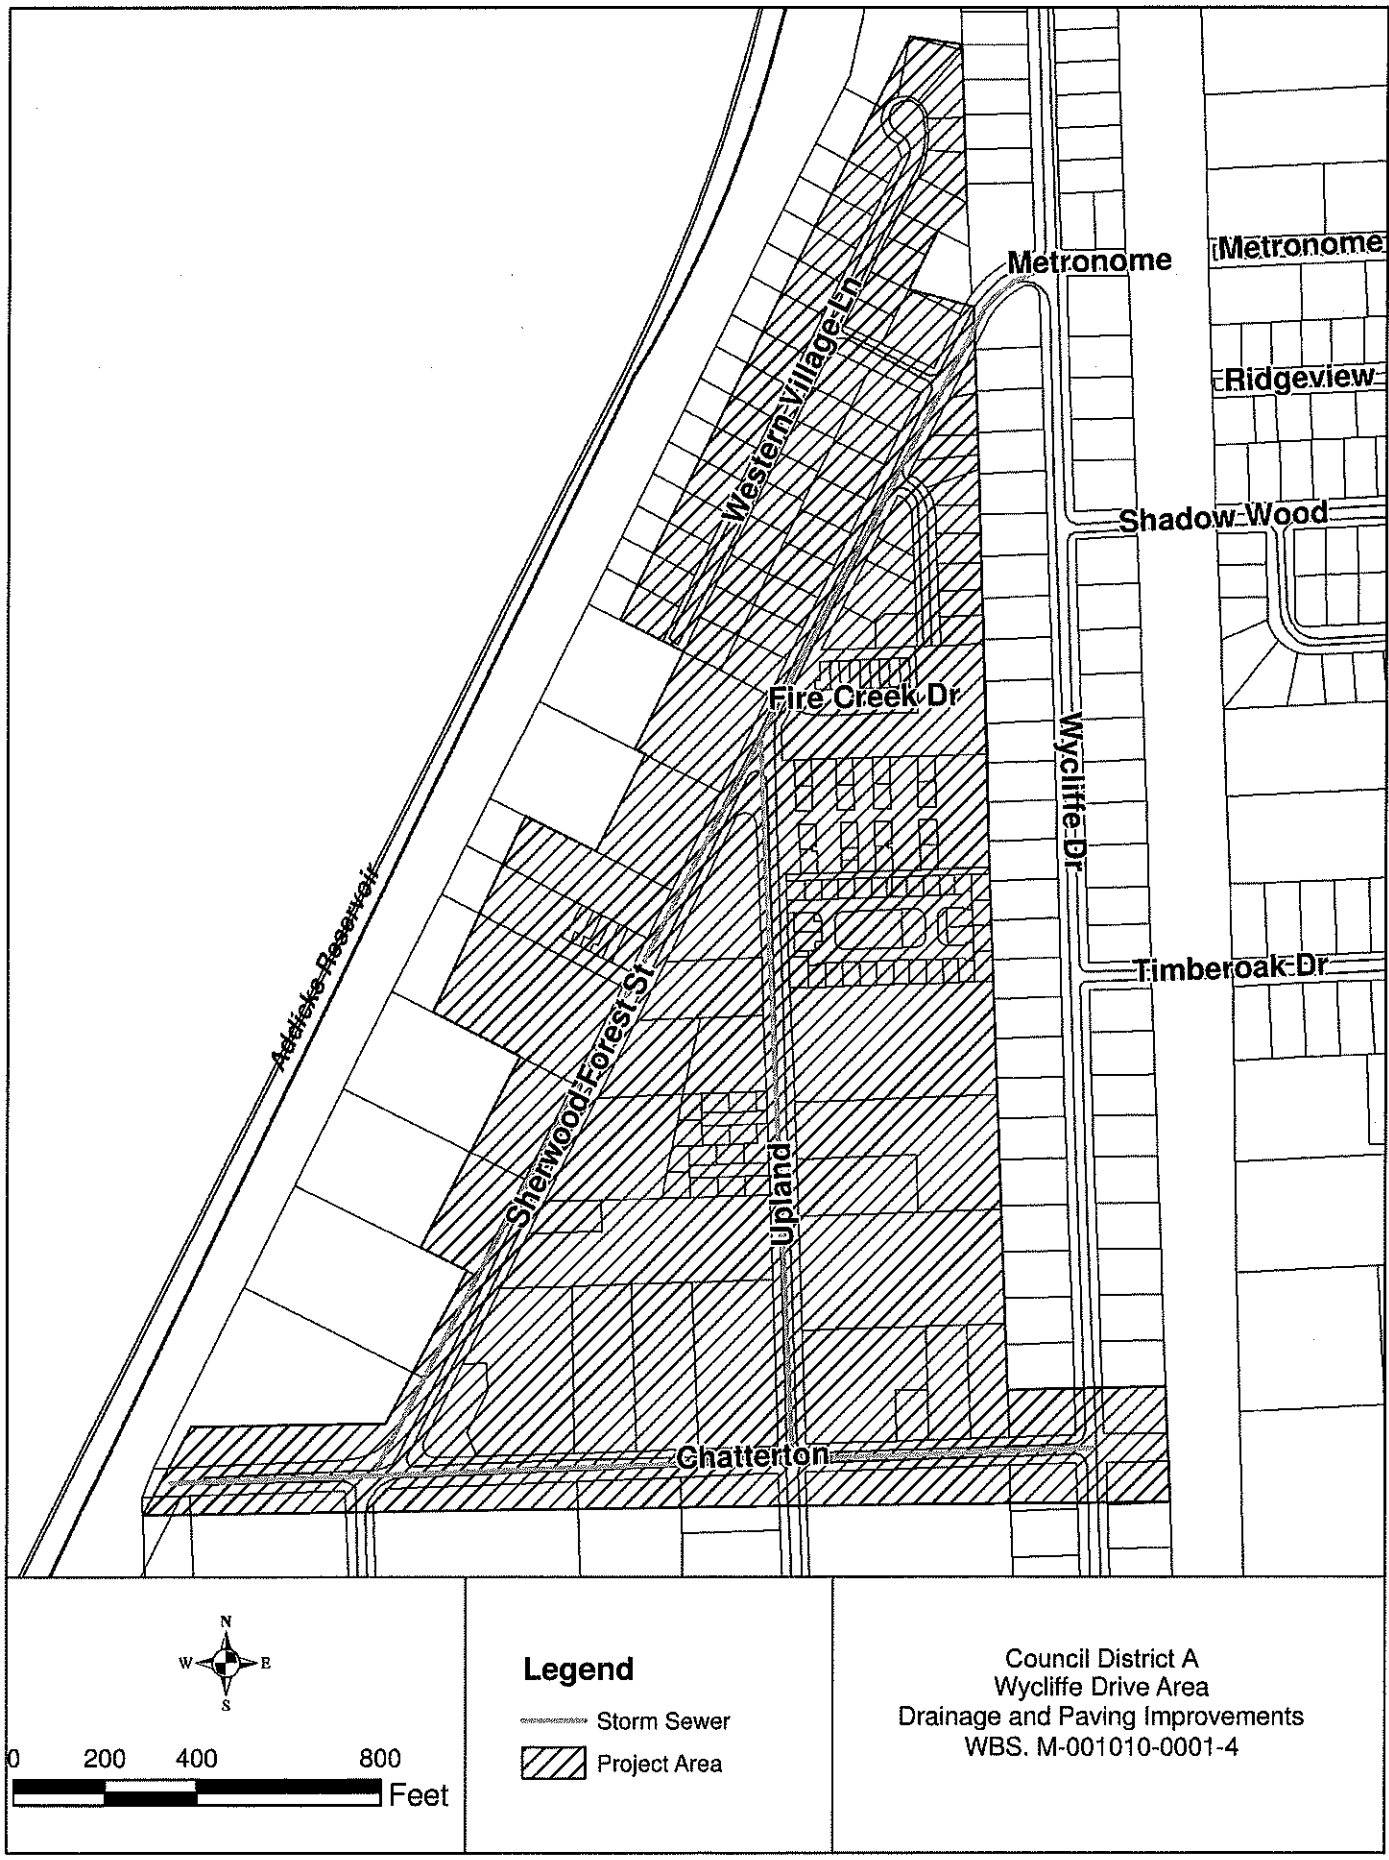 Metronome
Metronome
Ridgeview
Western Village Ln
Shadow Wood
Fire Creek Dr
Wycliffe Dr
Addicks Reservoir
Timberoak Dr
Sherwood Forest St
Upland
Chatterton
N
W E
S
0 200 400 800
Feet
Legend
Storm Sewer
Project Area
Council District A
Wycliffe Drive Area
Drainage and Paving Improvements
WBS. M-001010-0001-4